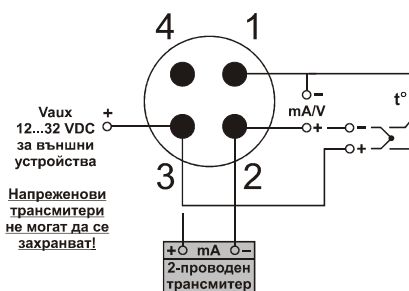 4 1
Vaux +
12...32 VDC
за външни
устройства
−
mA/V
+ − +
t°
3 2
Напреженови
трансмитери
не могат да се
захранват!
+ mA −
2-проводен
трансмитер